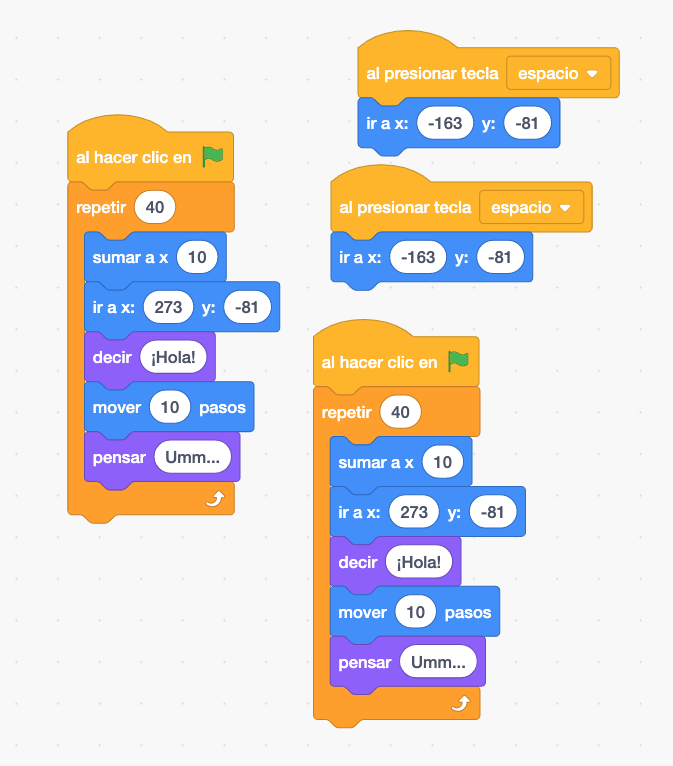 al presionar tecla espacio
ir a x: -163 y: -81
al hacer clic en
repetir 40
sumar a x 10
ir a x: 273 y: -81
decir ¡Hola!
mover 10 pasos
pensar Umm...
al presionar tecla espacio
ir a x: -163 y: -81
al hacer clic en
repetir 40
sumar a x 10
ir a x: 273 y: -81
decir ¡Hola!
mover 10 pasos
pensar Umm...